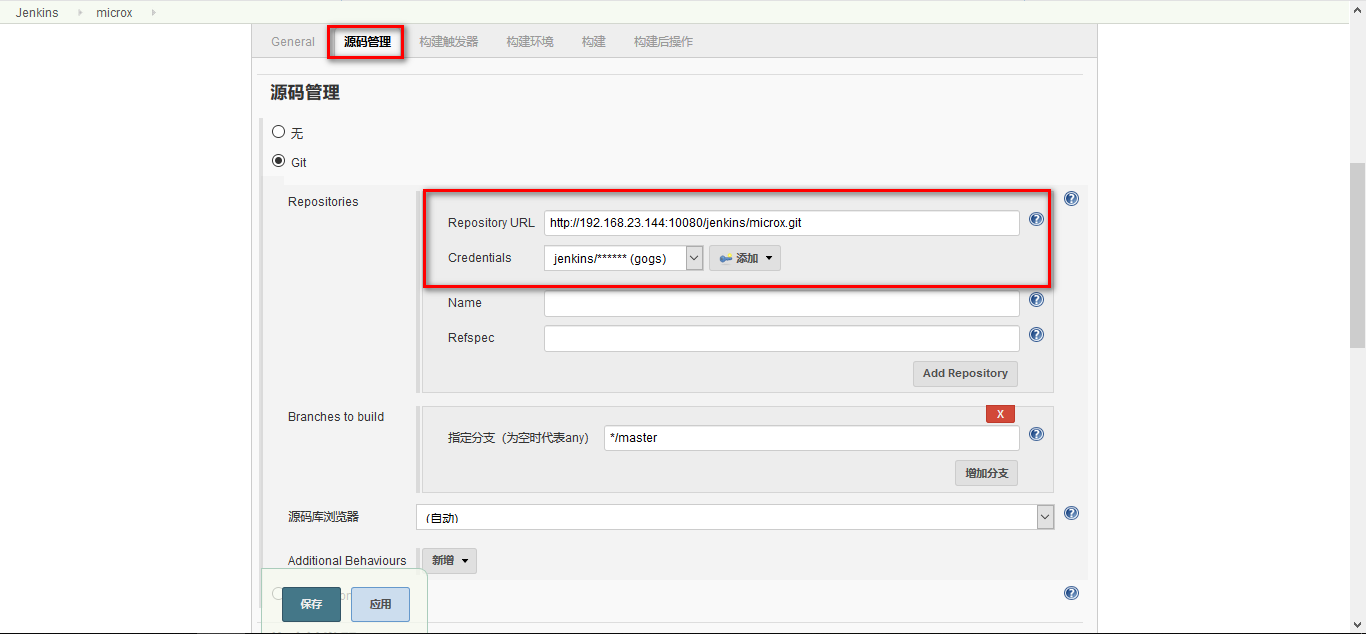 Jenkins microx
General 源码管理 构建触发器 构建环境 构建 构建后操作
源码管理
无
Git
Repositories
Repository URL http://192.168.23.144:10080/jenkins/microx.git
Credentials jenkins/****** (gogs) 添加
Name
Refspec
Add Repository
Branches to build
X
指定分支（为空时代表any） */master
增加分支
源码库浏览器 (自动)
Additional Behaviours 新增
保存 应用